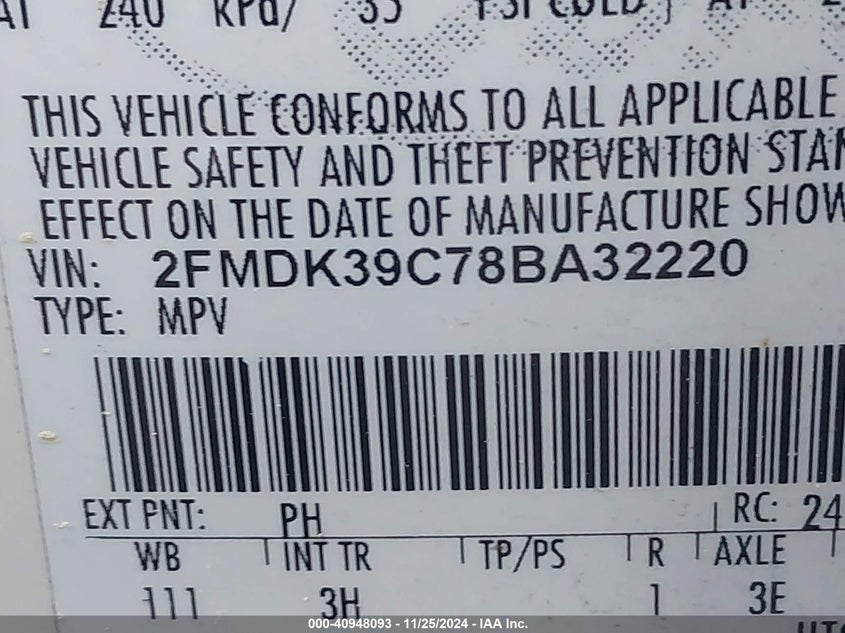 240 kPa/ 35 PSI COLD
THIS VEHICLE CONFORMS TO ALL APPLICABLE
VEHICLE SAFETY AND THEFT PREVENTION STAN
EFFECT ON THE DATE OF MANUFACTURE SHOW
VIN: 2FMDK39C78BA32220
TYPE: MPV
EXT PNT: PH RC: 24
WB INT TR TP/PS R AXLE
111 3H 1 3E
000-40948093 - 11/25/2024 - IAA Inc.